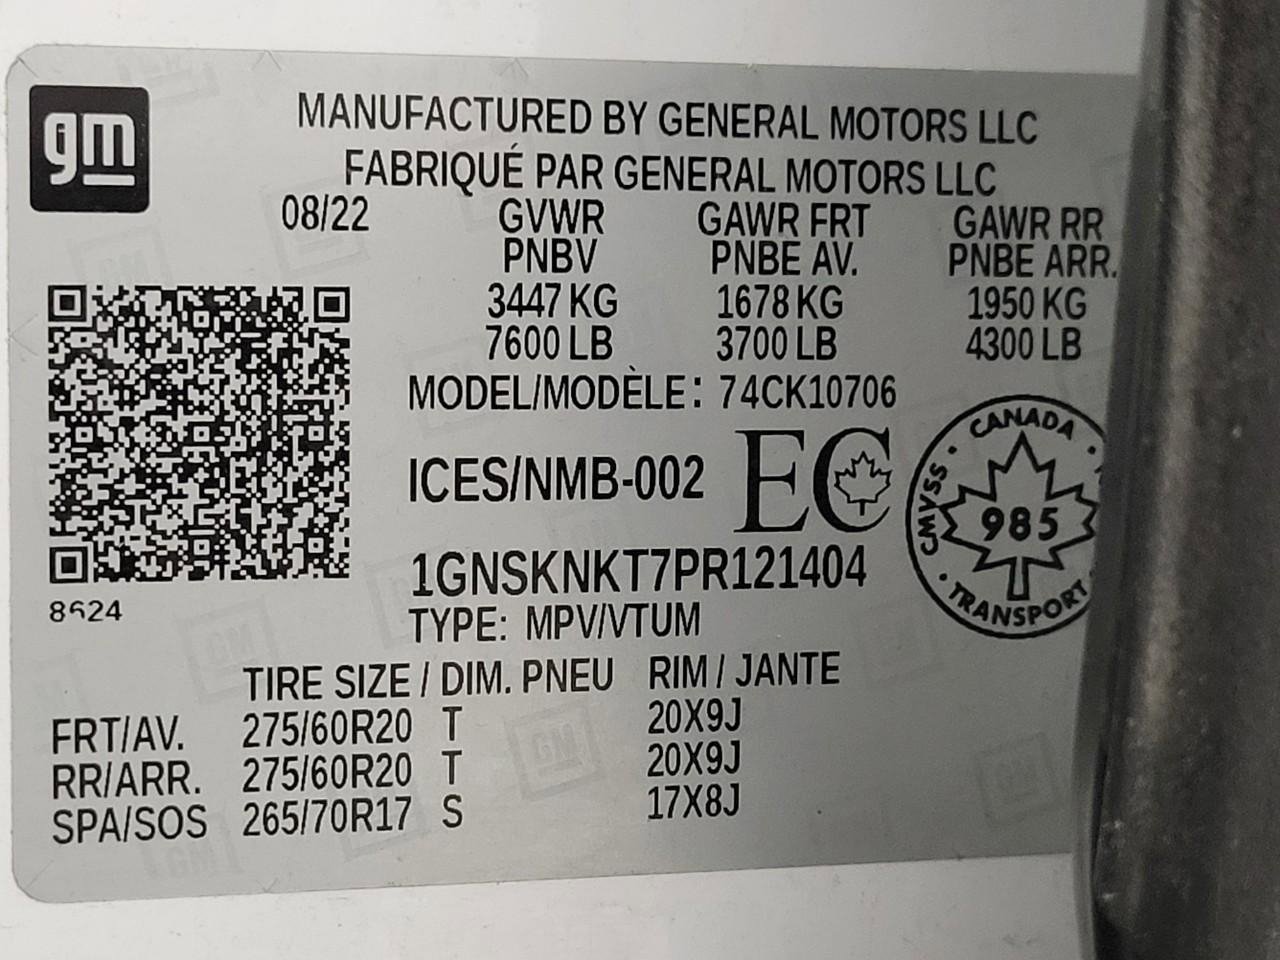 gm
MANUFACTURED BY GENERAL MOTORS LLC
FABRIQUÉ PAR GENERAL MOTORS LLC
08/22 GVWR GAWR FRT GAWR RR
PNBV PNBE AV. PNBE ARR.
3447 KG 1678 KG 1950 KG
7600 LB 3700 LB 4300 LB
MODEL/MODÈLE: 74CK10706
ICES/NMB-002 EC
CANADA
CMVSS
985
TRANSPORT
1GNSKNKT7PR121404
8624
TYPE: MPV/VTUM
TIRE SIZE / DIM. PNEU RIM / JANTE
FRT/AV. 275/60R20 T 20X9J
RR/ARR. 275/60R20 T 20X9J
SPA/SOS 265/70R17 S 17X8J
GM